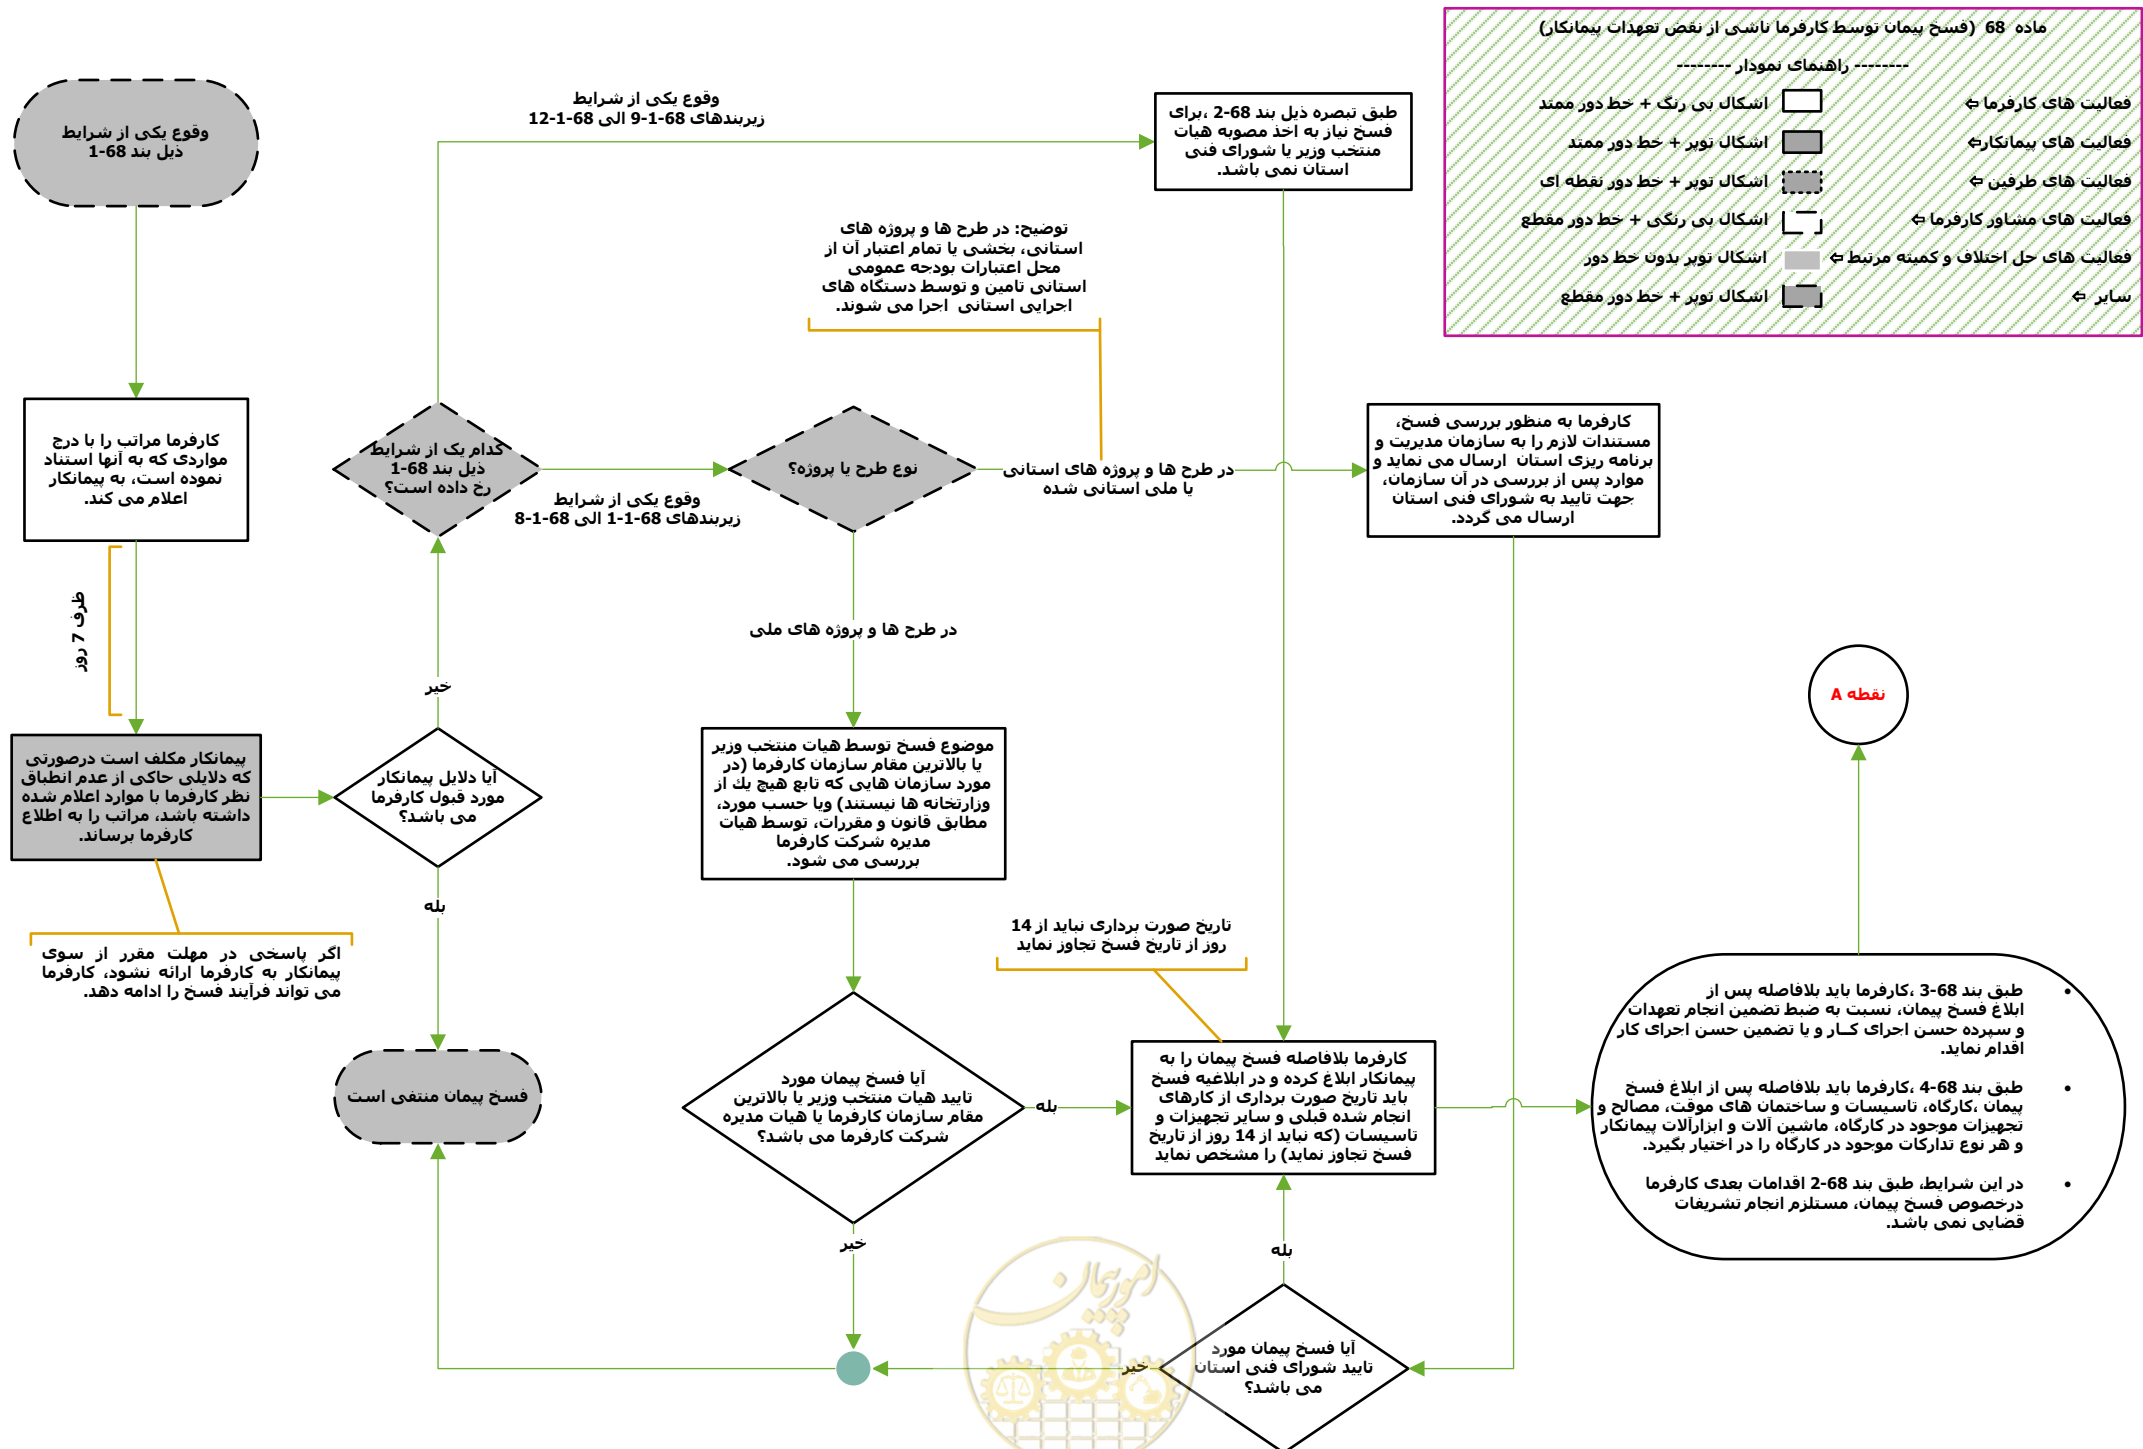 ماده 68 (فسخ پیمان توسط کارفرما ناشی از نقض تعهدات پیمانکار)
-------- راهنمای نمودار --------
فعالیت های کارفرما ⇦ اشکال بی رنگ + خط دور ممتد
فعالیت های پیمانکار⇦ اشکال توپر + خط دور ممتد
فعالیت های طرفین ⇦ اشکال توپر + خط دور نقطه ای
فعالیت های مشاور کارفرما ⇦ اشکال بی رنگی + خط دور مقطع
فعالیت های حل اختلاف و کمیته مرتبط ⇦ اشکال توپر بدون خط دور
سایر ⇦ اشکال توپر + خط دور مقطع
وقوع یکی از شرایط
ذیل بند 68-1
کارفرما مراتب را با درج
مواردی که به آنها استناد
نموده است، به پیمانکار
اعلام می کند.
ظرف 7 روز
پیمانکار مکلف است درصورتی
که دلایلی حاکی از عدم انطباق
نظر کارفرما با موارد اعلام شده
داشته باشد، مراتب را به اطلاع
کارفرما برساند.
اگر پاسخی در مهلت مقرر از سوی
پیمانکار به کارفرما ارائه نشود، کارفرما
می تواند فرآیند فسخ را ادامه دهد.
آیا دلایل پیمانکار
مورد قبول کارفرما
می باشد؟
بله
فسخ پیمان منتفی است
خیر
کدام یک از شرایط
ذیل بند 68-1
رخ داده است؟
وقوع یکی از شرایط
زیربندهای 68-1-9 الی 68-1-12
طبق تبصره ذیل بند 68-2 ،برای
فسخ نیاز به اخذ مصوبه هیات
منتخب وزیر یا شورای فنی
استان نمی باشد.
وقوع یکی از شرایط
زیربندهای 68-1-1 الی 68-1-8
نوع طرح یا پروژه؟
توضیح: در طرح ها و پروژه های
استانی، بخشی یا تمام اعتبار آن از
محل اعتبارات بودجه عمومی
استانی تامین و توسط دستگاه های
اجرایی استانی اجرا می شوند.
در طرح ها و پروژه های استانی
یا ملی استانی شده
کارفرما به منظور بررسی فسخ،
مستندات لازم را به سازمان مدیریت و
برنامه ریزی استان ارسال می نماید و
موارد پس از بررسی در آن سازمان،
جهت تایید به شورای فنی استان
ارسال می گردد.
در طرح ها و پروژه های ملی
موضوع فسخ توسط هیات منتخب وزیر
یا بالاترین مقام سازمان کارفرما (در
مورد سازمان هایی که تابع هیچ یك از
وزارتخانه ها نیستند) ویا حسب مورد،
مطابق قانون و مقررات، توسط هیات
مدیره شرکت کارفرما
بررسی می شود.
آیا فسخ پیمان مورد
تایید هیات منتخب وزیر یا بالاترین
مقام سازمان کارفرما یا هیات مدیره
شرکت کارفرما می باشد؟
بله
خیر
تاریخ صورت برداری نباید از 14
روز از تاریخ فسخ تجاوز نماید
کارفرما بلافاصله فسخ پیمان را به
پیمانکار ابلاغ کرده و در ابلاغیه فسخ
باید تاریخ صورت برداری از کارهای
انجام شده قبلی و سایر تجهیزات و
تاسیسات (که نباید از 14 روز از تاریخ
فسخ تجاوز نماید) را مشخص نماید
بله
آیا فسخ پیمان مورد
تایید شورای فنی استان
می باشد؟
خیر
• طبق بند 68-3 ،کارفرما باید بلافاصله پس از
ابلاغ فسخ پیمان، نسبت به ضبط تضمین انجام تعهدات
و سپرده حسن اجرای کــار و یا تضمین حسن اجرای کار
اقدام نماید.
• طبق بند 68-4 ،کارفرما باید بلافاصله پس از ابلاغ فسخ
پیمان ،کارگاه، تاسیسات و ساختمان های موقت، مصالح و
تجهیزات موجود در کارگاه، ماشین آلات و ابزارآلات پیمانکار
و هر نوع تدارکات موجود در کارگاه را در اختیار بگیرد.
• در این شرایط، طبق بند 68-2 اقدامات بعدی کارفرما
درخصوص فسخ پیمان، مستلزم انجام تشریفات
قضایی نمی باشد.
نقطه A
امور پیمان